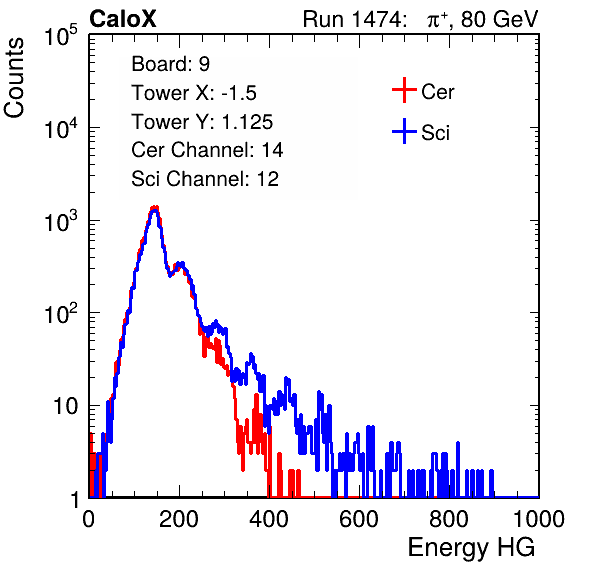 CaloX Run 1474: π⁺, 80 GeV
Counts
10⁵
10⁴
10³
10²
10
1
Board: 9
Tower X: -1.5
Tower Y: 1.125
Cer Channel: 14
Sci Channel: 12
Cer
Sci
0 200 400 600 800 1000
Energy HG